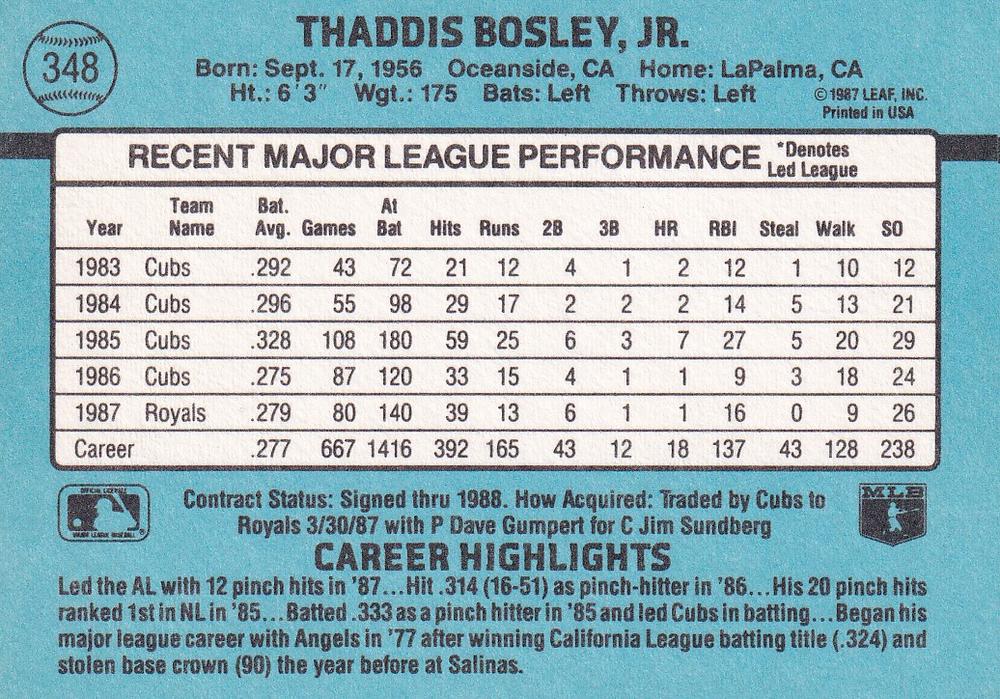 348
THADDIS BOSLEY, JR.
Born: Sept. 17, 1956 Oceanside, CA Home: LaPalma, CA
Ht.: 6'3" Wgt.: 175 Bats: Left Throws: Left
©1987 LEAF, INC.
Printed in USA
RECENT MAJOR LEAGUE PERFORMANCE *Denotes
Led League
Year Team Name Bat. Avg. Games At Bat Hits Runs 2B 3B HR RBI Steal Walk SO
1983 Cubs .292 43 72 21 12 4 1 2 12 1 10 12
1984 Cubs .296 55 98 29 17 2 2 2 14 5 13 21
1985 Cubs .328 108 180 59 25 6 3 7 27 5 20 29
1986 Cubs .275 87 120 33 15 4 1 1 9 3 18 24
1987 Royals .279 80 140 39 13 6 1 1 16 0 9 26
Career .277 667 1416 392 165 43 12 18 137 43 128 238
Contract Status: Signed thru 1988. How Acquired: Traded by Cubs to
Royals 3/30/87 with P Dave Gumpert for C Jim Sundberg
MLB
CAREER HIGHLIGHTS
Led the AL with 12 pinch hits in '87...Hit .314 (16-51) as pinch-hitter in '86...His 20 pinch hits
ranked 1st in NL in '85...Batted .333 as a pinch hitter in '85 and led Cubs in batting...Began his
major league career with Angels in '77 after winning California League batting title (.324) and
stolen base crown (90) the year before at Salinas.